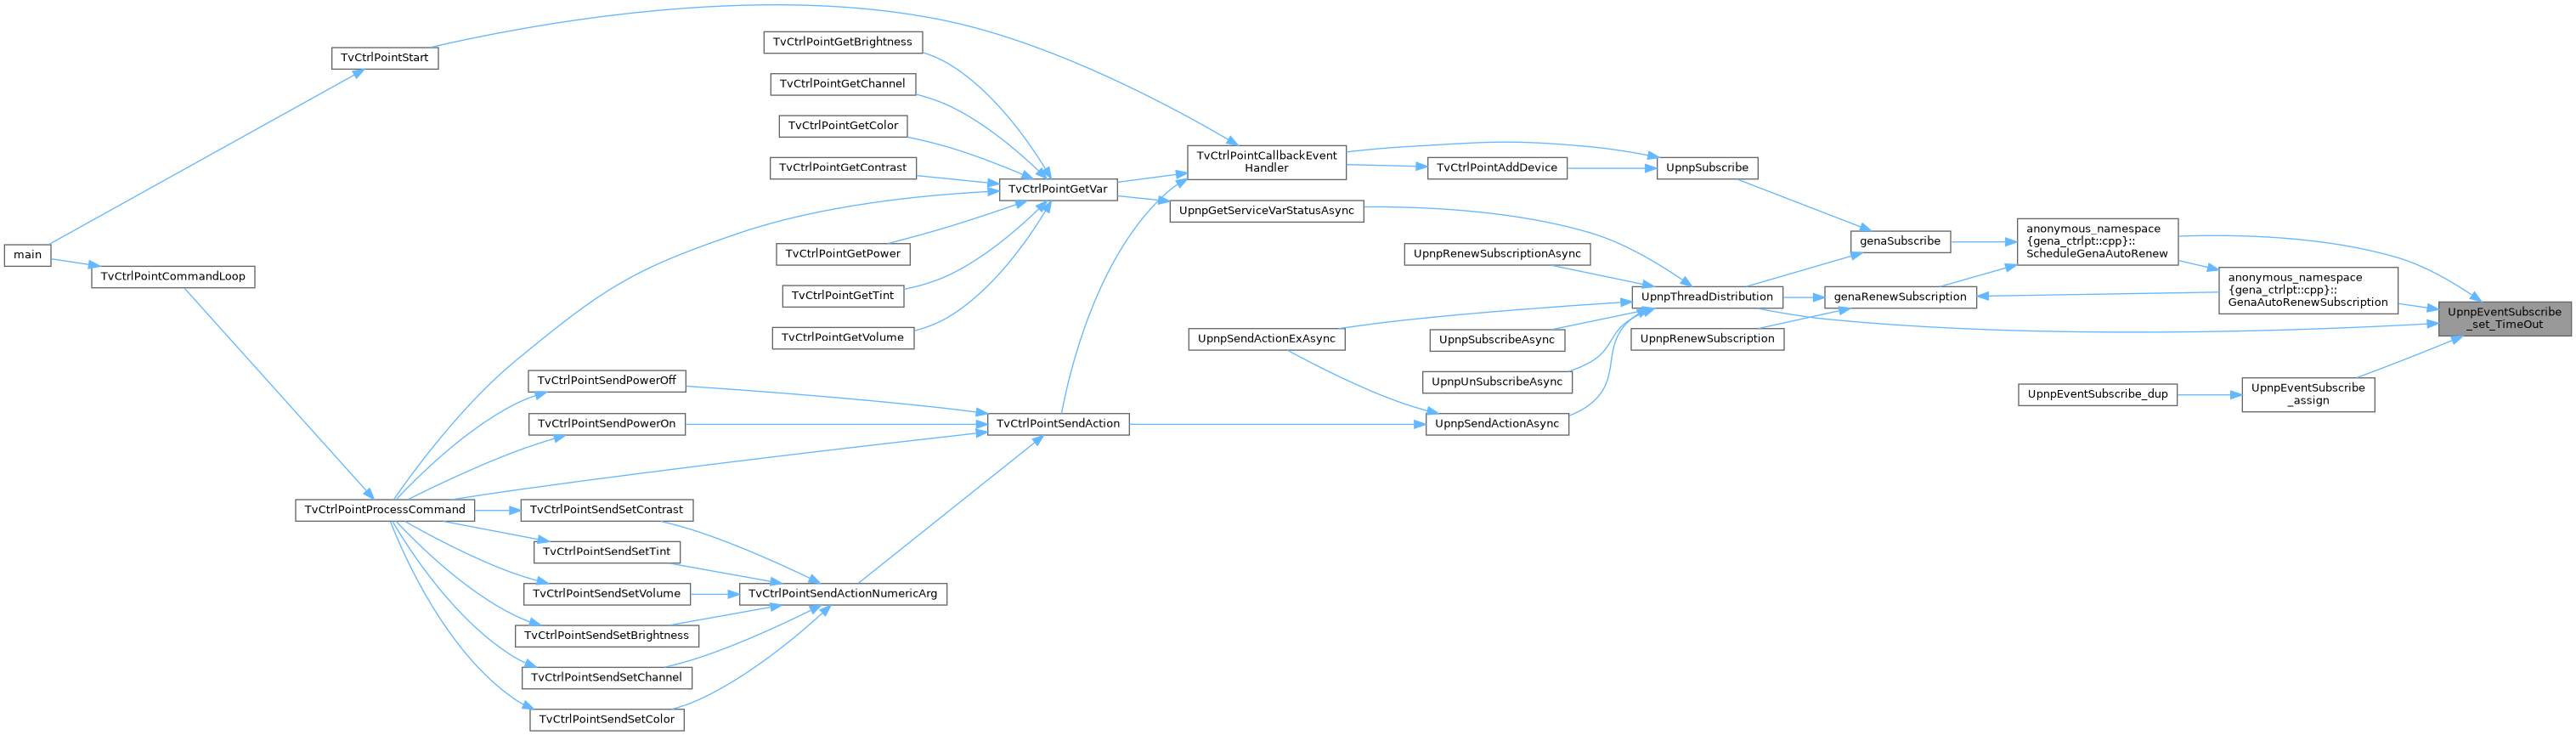 main
TvCtrlPointStart
TvCtrlPointCommandLoop
TvCtrlPointProcessCommand
TvCtrlPointSendPowerOff
TvCtrlPointSendPowerOn
TvCtrlPointSendSetContrast
TvCtrlPointSendSetTint
TvCtrlPointSendSetVolume
TvCtrlPointSendSetBrightness
TvCtrlPointSendSetChannel
TvCtrlPointSendSetColor
TvCtrlPointGetBrightness
TvCtrlPointGetChannel
TvCtrlPointGetColor
TvCtrlPointGetContrast
TvCtrlPointGetPower
TvCtrlPointGetTint
TvCtrlPointGetVolume
TvCtrlPointSendActionNumericArg
TvCtrlPointGetVar
TvCtrlPointSendAction
TvCtrlPointCallbackEvent
Handler
UpnpGetServiceVarStatusAsync
UpnpSendActionExAsync
TvCtrlPointAddDevice
UpnpRenewSubscriptionAsync
UpnpSubscribeAsync
UpnpUnSubscribeAsync
UpnpSendActionAsync
UpnpSubscribe
UpnpThreadDistribution
UpnpRenewSubscription
genaSubscribe
genaRenewSubscription
anonymous_namespace
{gena_ctrlpt::cpp}::
ScheduleGenaAutoRenew
UpnpEventSubscribe_dup
anonymous_namespace
{gena_ctrlpt::cpp}::
GenaAutoRenewSubscription
UpnpEventSubscribe
_assign
UpnpEventSubscribe
_set_TimeOut